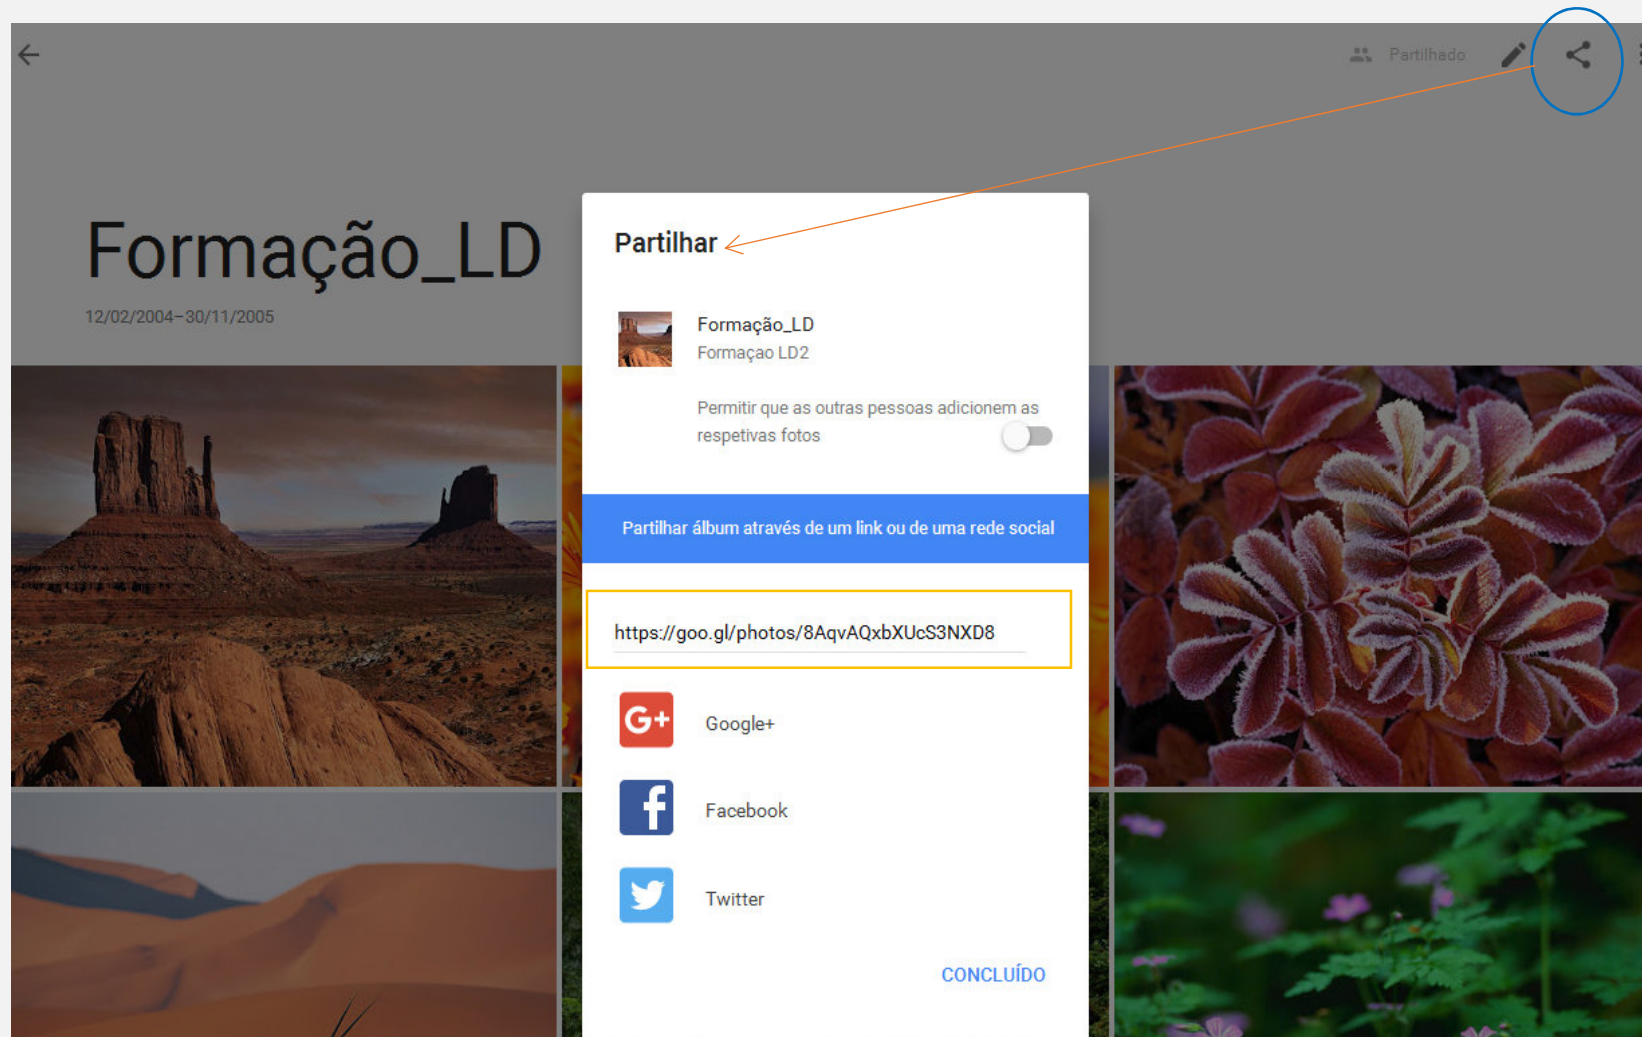 Partilhado
Formação_LD
12/02/2004–30/11/2005
Partilhar
Formação_LD
Formaçao LD2
Permitir que as outras pessoas adicionem as
respetivas fotos
Partilhar álbum através de um link ou de uma rede social
https://goo.gl/photos/8AqvAQxbXUcS3NXD8
G+ Google+
f Facebook
Twitter
CONCLUÍDO